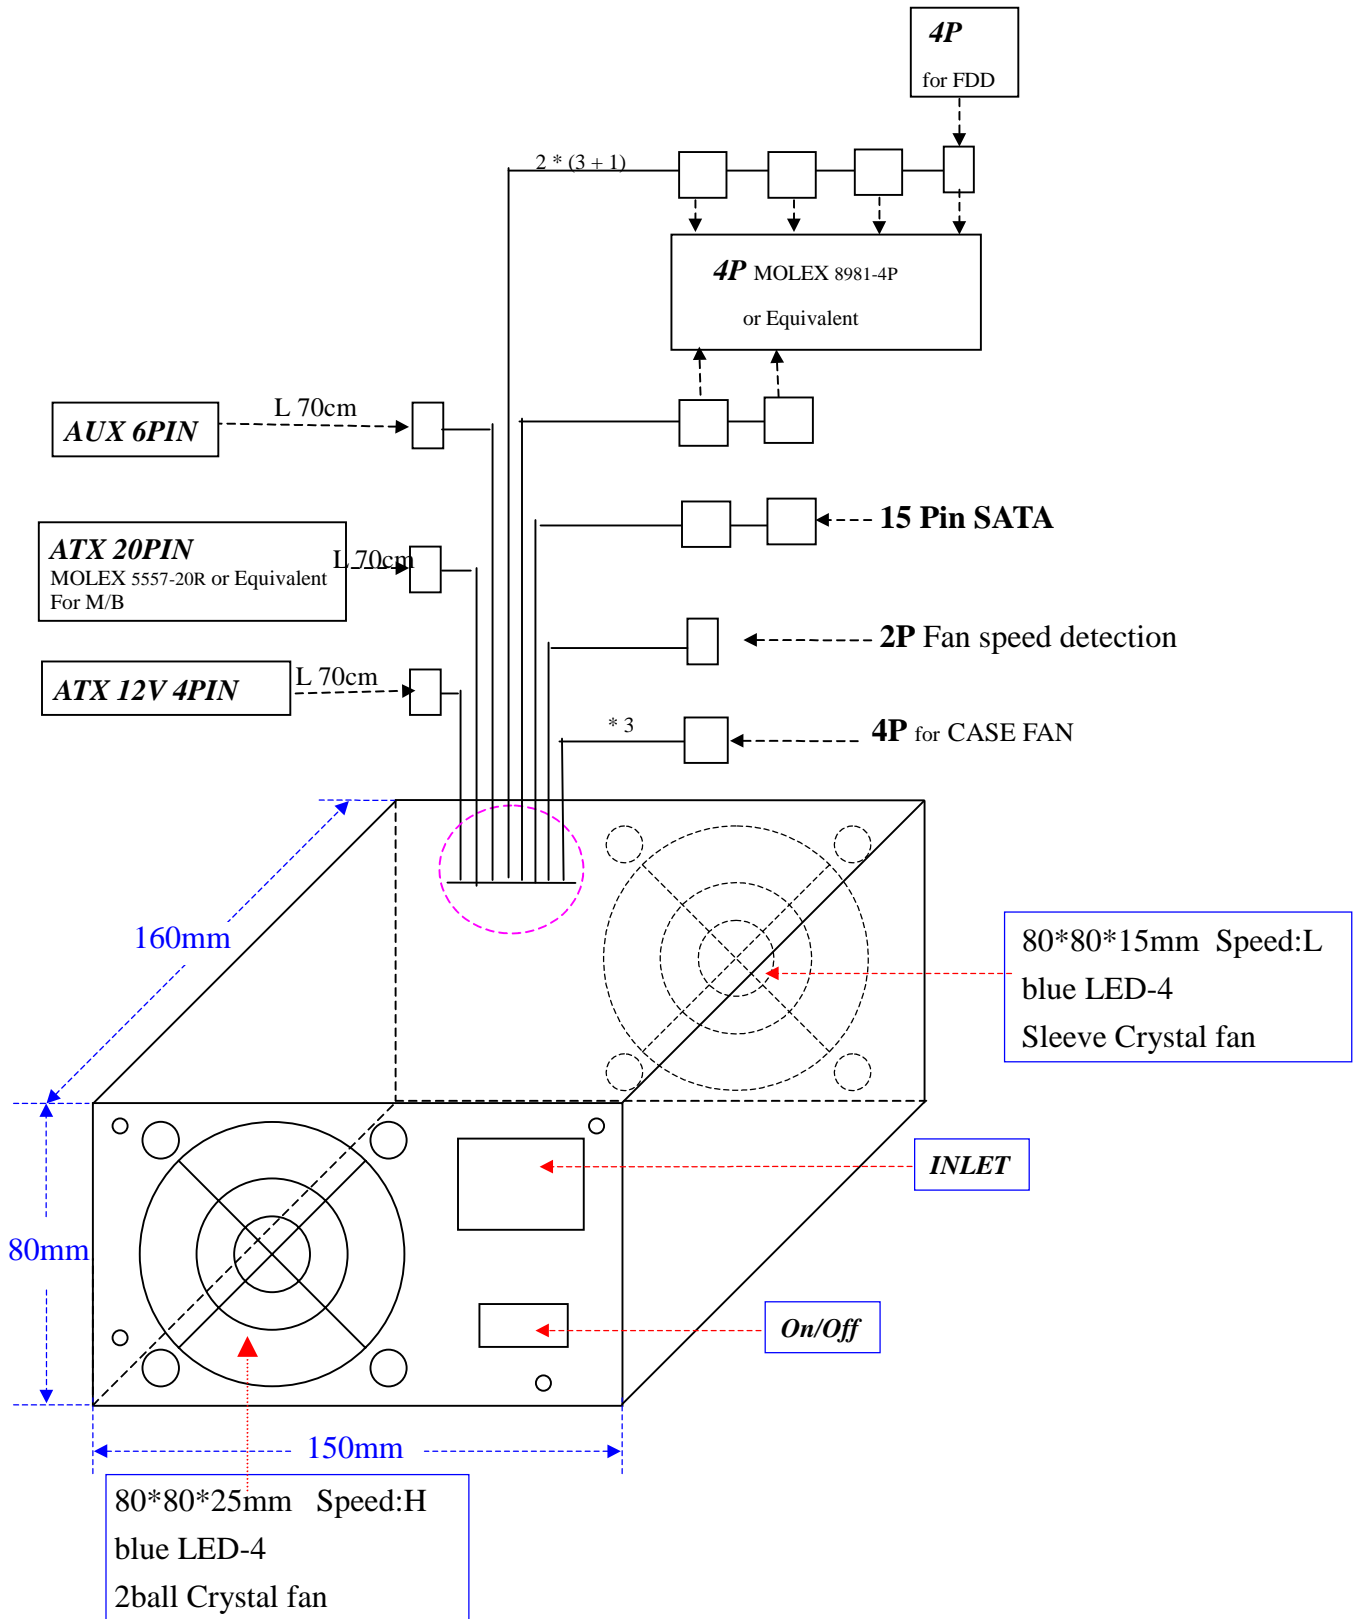 4P
for FDD
2 * (3 + 1)
4P MOLEX 8981-4P
or Equivalent
L 70cm
AUX 6PIN
15 Pin SATA
ATX 20PIN
MOLEX 5557-20R or Equivalent
For M/B
L 70cm
2P Fan speed detection
ATX 12V 4PIN
L 70cm
* 3
4P for CASE FAN
160mm
80*80*15mm Speed:L
blue LED-4
Sleeve Crystal fan
INLET
80mm
On/Off
150mm
80*80*25mm Speed:H
blue LED-4
2ball Crystal fan